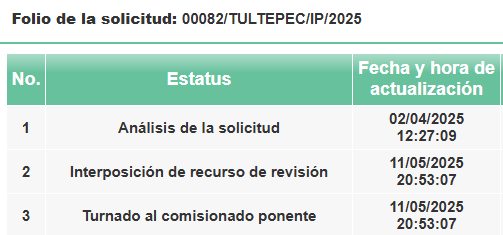 Folio de la solicitud: 00082/TULTEPEC/IP/2025
No. Estatus Fecha y hora de actualización
1 Análisis de la solicitud 02/04/2025 12:27:09
2 Interposición de recurso de revisión 11/05/2025 20:53:07
3 Turnado al comisionado ponente 11/05/2025 20:53:07